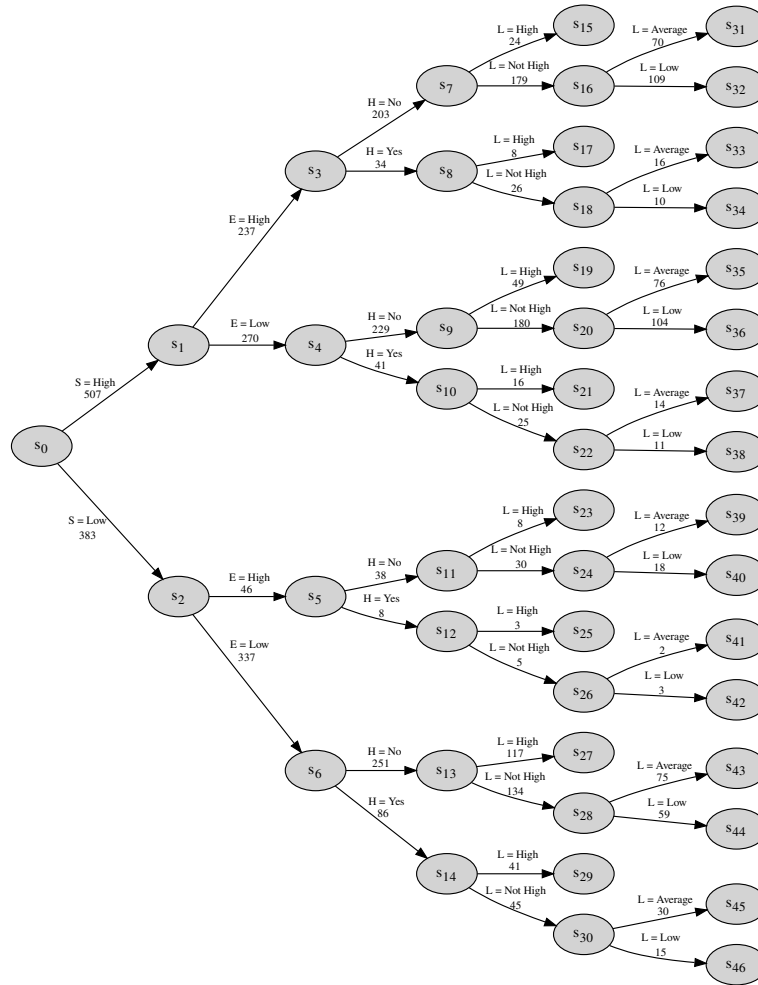 L = High
24
s15
L = Average
70
s31
s7
L = Not High
179
s16
L = Low
109
s32
H = No
203
s3
H = Yes
34
s8
L = High
8
s17
L = Not High
26
s18
L = Average
16
s33
L = Low
10
s34
E = High
237
L = High
49
s19
L = Average
76
s35
s1
E = Low
270
s4
H = No
229
s9
L = Not High
180
s20
L = Low
104
s36
H = Yes
41
s10
L = High
16
s21
L = Not High
25
s22
L = Average
14
s37
L = Low
11
s38
S = High
507
s0
S = Low
383
L = High
8
s23
L = Average
12
s39
s2
E = High
46
s5
H = No
38
s11
L = Not High
30
s24
L = Low
18
s40
H = Yes
8
s12
L = High
3
s25
L = Not High
5
s26
L = Average
2
s41
L = Low
3
s42
E = Low
337
s6
H = No
251
s13
L = High
117
s27
L = Not High
134
s28
L = Average
75
s43
L = Low
59
s44
H = Yes
86
s14
L = High
41
s29
L = Not High
45
s30
L = Average
30
s45
L = Low
15
s46